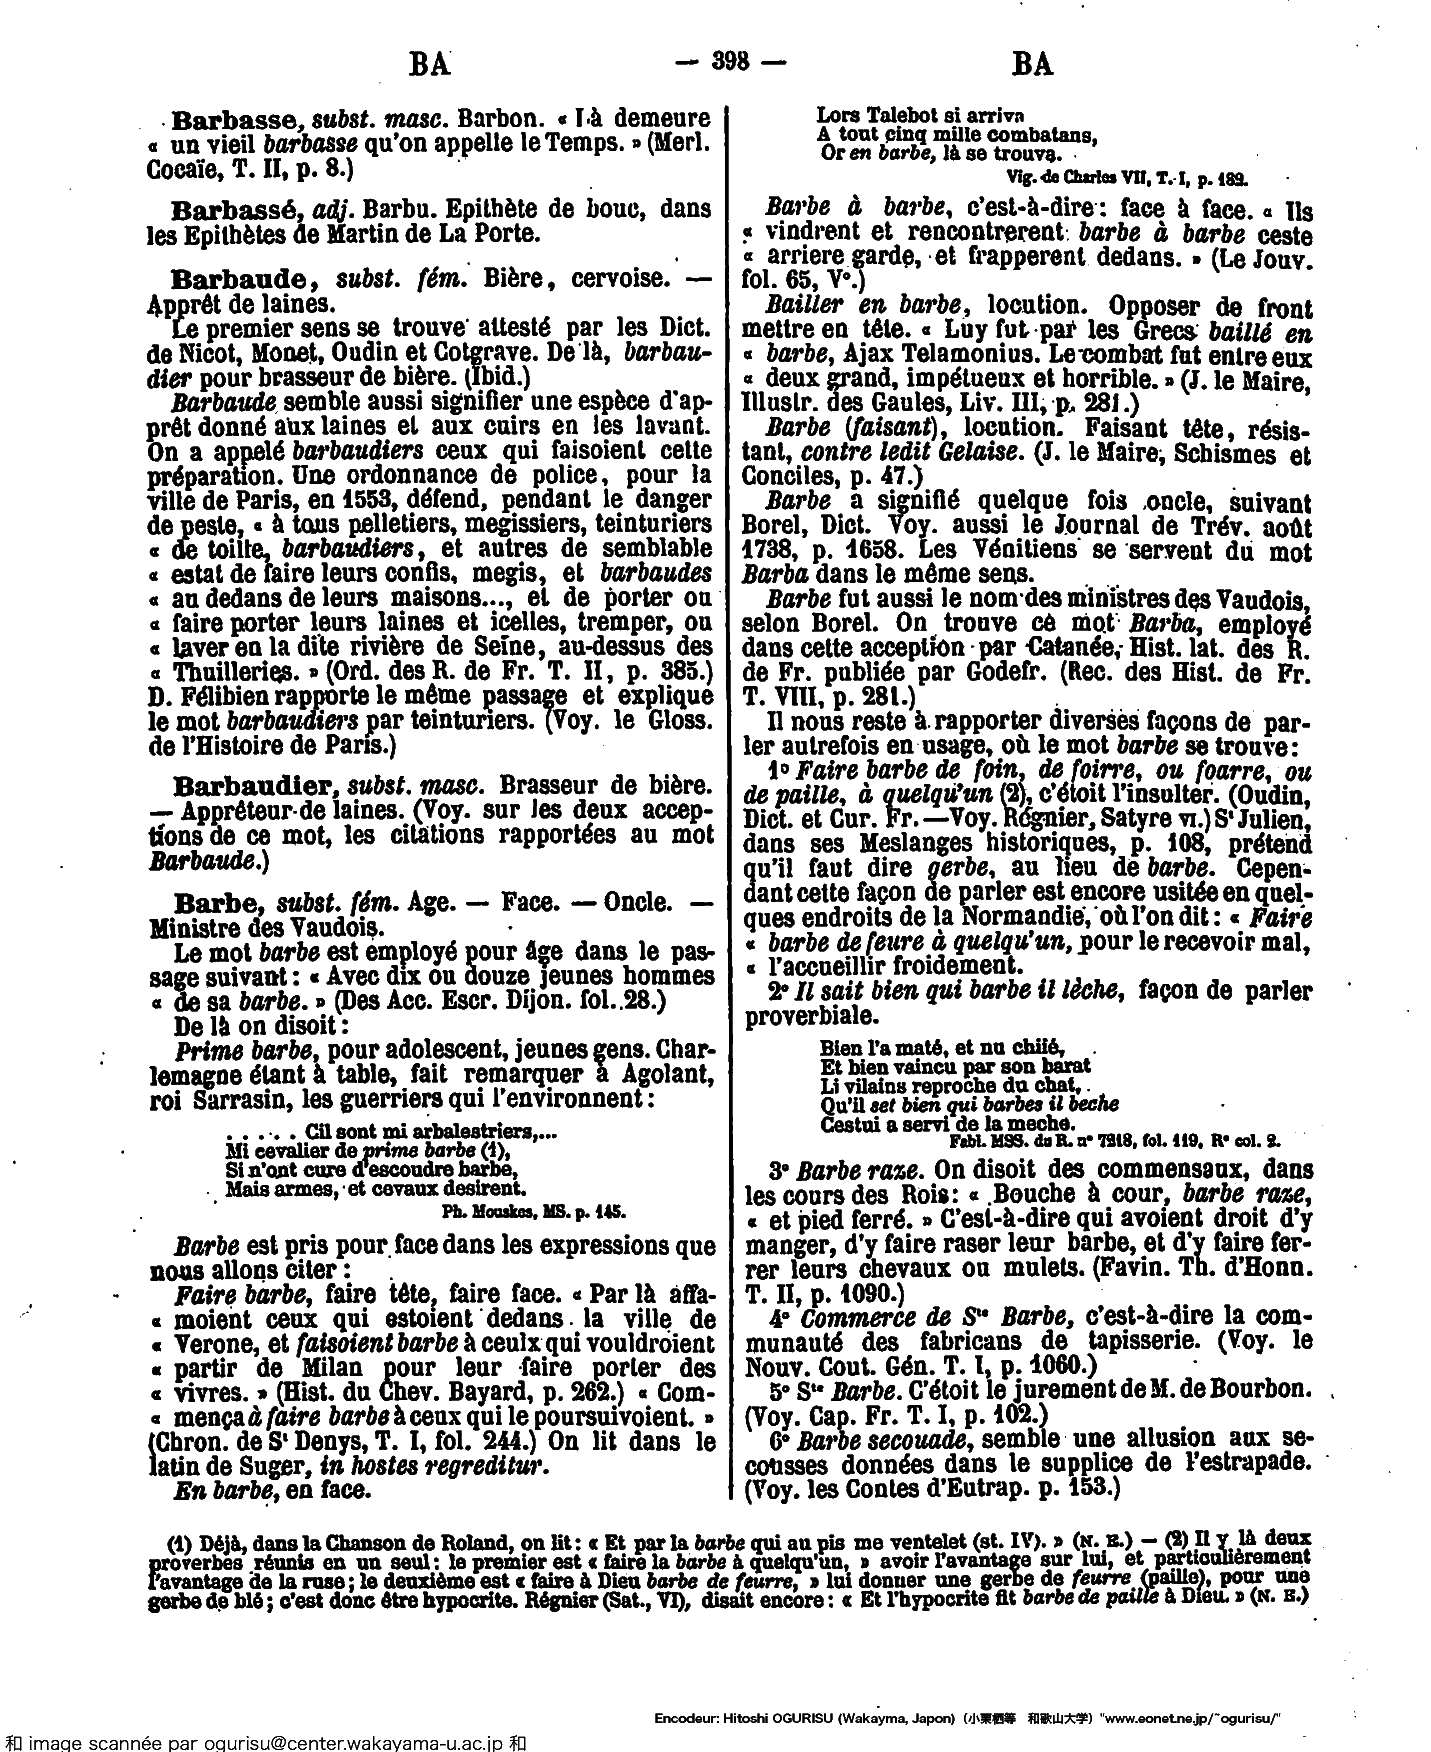 BA — 398 — BA
Barbasse, subst. masc. Barbon. « Là demeure
« un vieil barbasse qu'on appelle le Temps. » (Merl.
Cocaïe, T. II, p. 8.)
Barbassé, adj. Barbu. Epithète de bouc, dans
les Epithètes de Martin de La Porte.
Barbaude, subst. fém. Bière, cervoise. —
Apprêt de laines.
Le premier sens se trouve attesté par les Dict.
de Nicot, Monet, Oudin et Cotgrave. De là, barbau-
dier pour brasseur de bière. (Ibid.)
Barbaude semble aussi signifier une espèce d'ap-
prêt donné aux laines et aux cuirs en les lavant.
On a appelé barbaudiers ceux qui faisoient cette
préparation. Une ordonnance de police, pour la
ville de Paris, en 1553, défend, pendant le danger
de peste, « à tous pelletiers, megissiers, teinturiers
« de toilte, barbaudiers, et autres de semblable
« estat de faire leurs confis, megis, et barbaudes
« au dedans de leurs maisons..., et de porter ou
« faire porter leurs laines et icelles, tremper, ou
« laver en la dite rivière de Seine, au-dessus des
« Thuilleries. » (Ord. des R. de Fr. T. II, p. 385.)
D. Félibien rapporte le même passage et explique
le mot barbaudiers par teinturiers. (Voy. le Gloss.
de l'Histoire de Paris.)
Barbaudier, subst. masc. Brasseur de bière.
— Apprêteur de laines. (Voy. sur les deux accep-
tions de ce mot, les citations rapportées au mot
Barbaude.)
Barbe, subst. fém. Age. — Face. — Oncle. —
Ministre des Vaudois.
Le mot barbe est employé pour âge dans le pas-
sage suivant : « Avec dix ou douze jeunes hommes
« de sa barbe. » (Des Acc. Escr. Dijon. fol. 28.)
De là on disoit :
Prime barbe, pour adolescent, jeunes gens. Char-
lemagne étant à table, fait remarquer à Agolant,
roi Sarrasin, les guerriers qui l'environnent :
. . . . . Cil sont mi arbalestriers,...
Mi cevalier de prime barbe (1),
Si n'ont cure d'escoudre barbe,
Mais armes, et cevaux desirent.
Ph. Mouskes, MS. p. 145.
Barbe est pris pour face dans les expressions que
nous allons citer :
Faire barbe, faire tête, faire face. « Par là affa-
« moient ceux qui estoient dedans la ville de
« Verone, et faisoient barbe à ceulx qui vouldroient
« partir de Milan pour leur faire porter des
« vivres. » (Hist. du Chev. Bayard, p. 262.) « Com-
« mença à faire barbe à ceux qui le poursuivoient. »
(Chron. de St Denys, T. I, fol. 244.) On lit dans le
latin de Suger, in hostes regreditur.
En barbe, en face.
Lors Talebot si arriva
A tout cinq mille combatans,
Or en barbe, là se trouva.
Vig. de Charles VII, T. I, p. 182.
Barbe à barbe, c'est-à-dire : face à face. « Ils
« vindrent et rencontrerent barbe à barbe ceste
« arriere garde, et frapperent dedans. » (Le Jouv.
fol. 65, Vo.)
Bailler en barbe, locution. Opposer de front
mettre en tête. « Luy fut par les Grecs baillé en
« barbe, Ajax Telamonius. Le combat fut entre eux
« deux grand, impétueux et horrible. » (J. le Maire,
Illustr. des Gaules, Liv. III, p. 281.)
Barbe (faisant), locution. Faisant tête, résis-
tant, contre ledit Gelaise. (J. le Maire, Schismes et
Conciles, p. 47.)
Barbe a signifié quelque fois oncle, suivant
Borel, Dict. Voy. aussi le Journal de Trév. août
1738, p. 1658. Les Vénitiens se servent du mot
Barba dans le même sens.
Barbe fut aussi le nom des ministres des Vaudois,
selon Borel. On trouve ce mot Barba, employé
dans cette acception par Catanée, Hist. lat. des R.
de Fr. publiée par Godefr. (Rec. des Hist. de Fr.
T. VIII, p. 281.)
Il nous reste à rapporter diverses façons de par-
ler autrefois en usage, où le mot barbe se trouve :
1o Faire barbe de foin, de foirre, ou foarre, ou
de paille, à quelqu'un (2), c'étoit l'insulter. (Oudin,
Dict. et Cur. Fr. — Voy. Régnier, Satyre VI.) St Julien,
dans ses Meslanges historiques, p. 108, prétend
qu'il faut dire gerbe, au lieu de barbe. Cepen-
dant cette façon de parler est encore usitée en quel-
ques endroits de la Normandie, où l'on dit : « Faire
« barbe de feure à quelqu'un, pour le recevoir mal,
« l'accueillir froidement.
2o Il sait bien qui barbe il lèche, façon de parler
proverbiale.
Bien l'a maté, et nu chilé,
Et bien vaincu par son barat
Li vilains reproche du chat,
Qu'il set bien qui barbes il beche
Cestui a servi de la meche.
Fabl. MSS. du R. no 7218, fol. 119, Ro col. 2.
3o Barbe raze. On disoit des commensaux, dans
les cours des Rois : « Bouche à cour, barbe raze,
« et pied ferré. » C'est-à-dire qui avoient droit d'y
manger, d'y faire raser leur barbe, et d'y faire fer-
rer leurs chevaux ou mulets. (Favin. Th. d'Honn.
T. II, p. 1090.)
4o Commerce de Ste Barbe, c'est-à-dire la com-
munauté des fabricans de tapisserie. (Voy. le
Nouv. Cout. Gén. T. I, p. 1060.)
5o Ste Barbe. C'étoit le jurement de M. de Bourbon.
(Voy. Cap. Fr. T. I, p. 102.)
6o Barbe secouade, semble une allusion aux se-
cousses données dans le supplice de l'estrapade.
(Voy. les Contes d'Eutrap. p. 153.)
(1) Déjà, dans la Chanson de Roland, on lit : « Et par la barbe qui au pis me ventelet (st. IV). » (N. E.) — (2) Il y là deux
proverbes réunis en un seul : le premier est « faire la barbe à quelqu'un, » avoir l'avantage sur lui, et particulièrement
l'avantage de la ruse ; le deuxième est « faire à Dieu barbe de feurre, » lui donner une gerbe de feurre (paille), pour une
gerbe de blé ; c'est donc être hypocrite. Régnier (Sat., VI), disait encore : « Et l'hypocrite fit barbe de paille à Dieu. » (N. E.)
Encodeur: Hitoshi OGURISU (Wakayma, Japon) (小栗栖等 和歌山大学) "www.eonet.ne.jp/~ogurisu/"
和 image scannée par ogurisu@center.wakayama-u.ac.jp 和